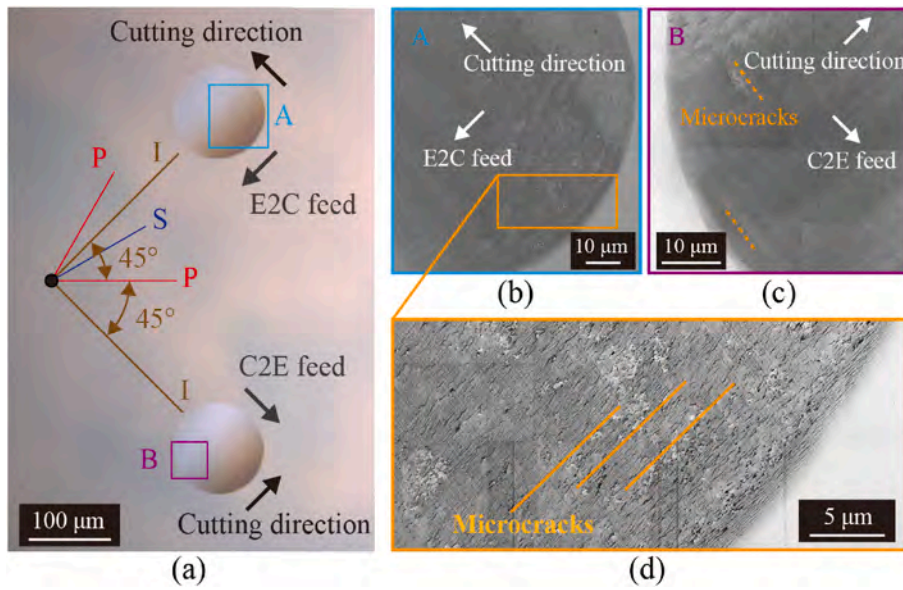 Cutting direction
A
I
P
E2C feed
S
45°
P
45°
C2E feed
I
B
100 μm
Cutting direction
(a)
A
Cutting direction
E2C feed
10 μm
(b)
B
Cutting direction
Microcracks
C2E feed
10 μm
(c)
Microcracks
5 μm
(d)